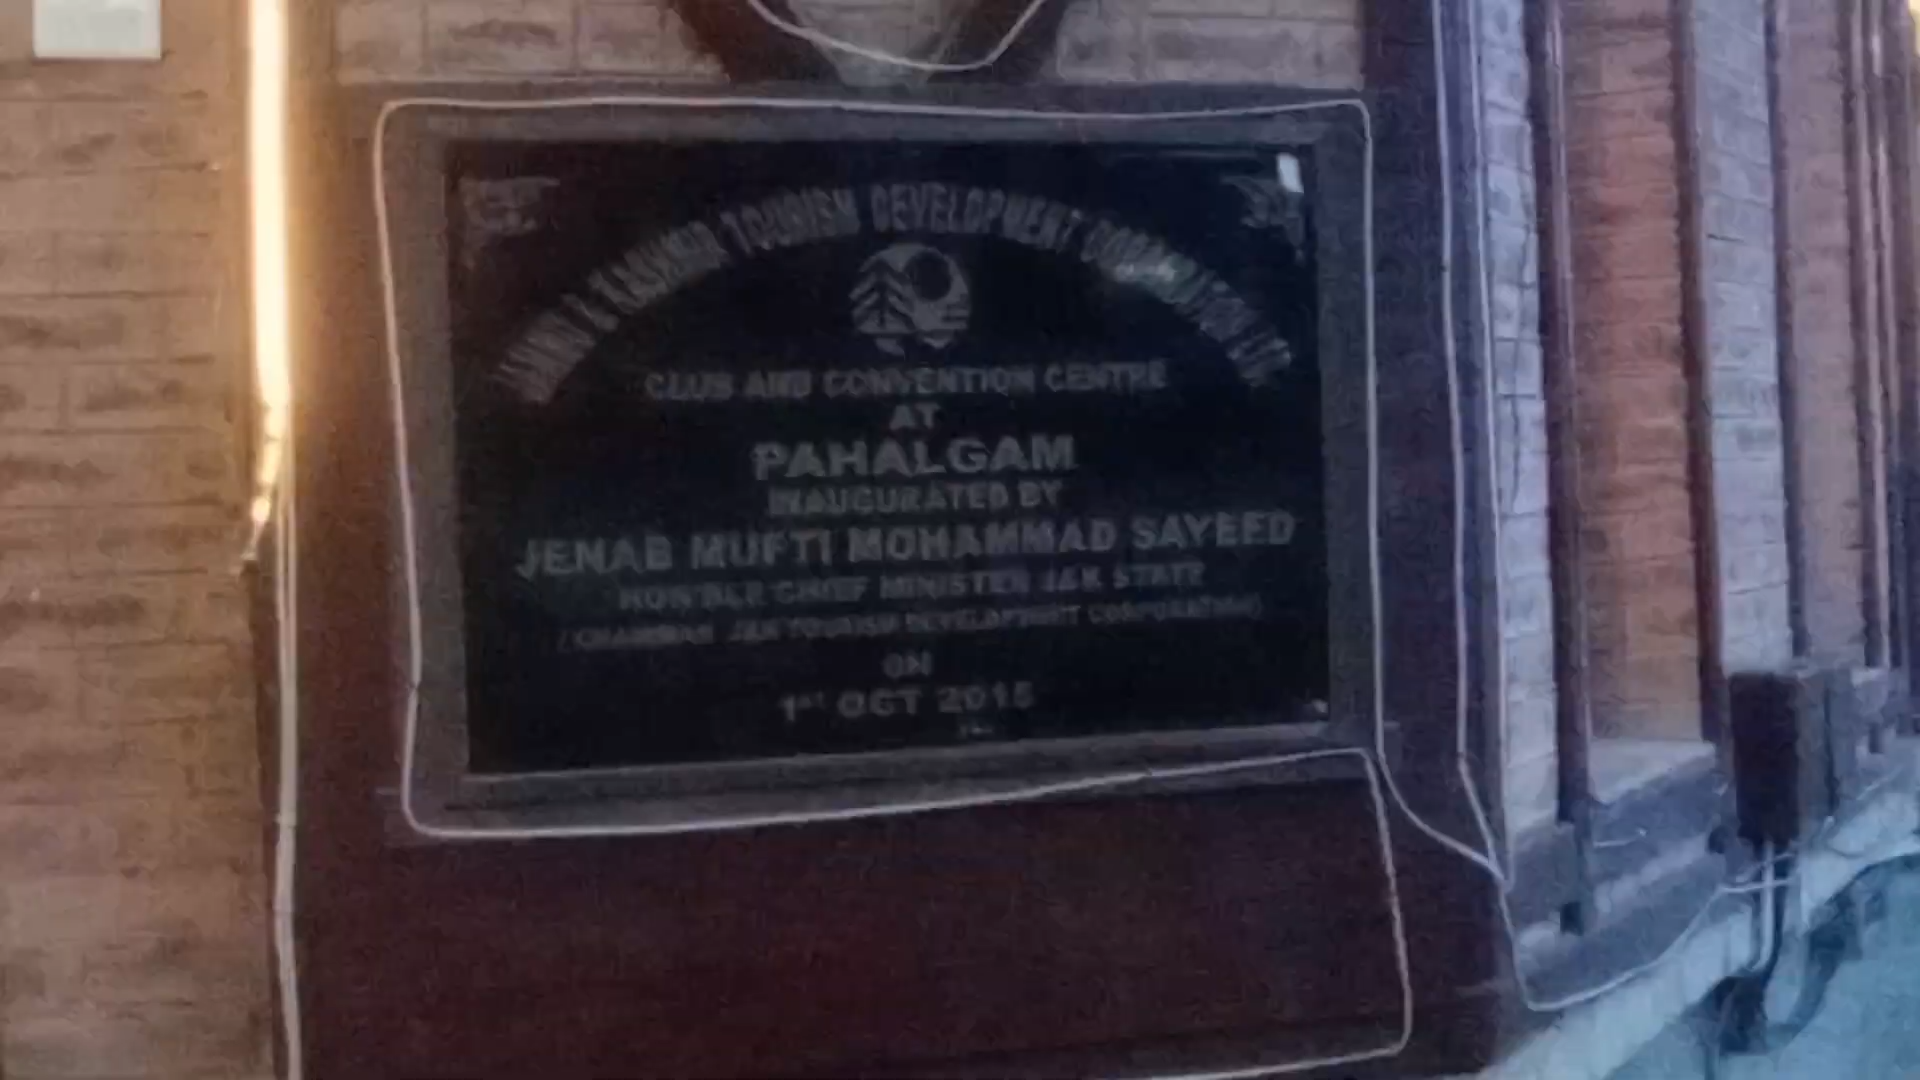 JAMMU & KASHMIR TOURISM DEVELOPMENT CORPORATION LTD
CLUB AND CONVENTION CENTRE
AT
PAHALGAM
INAUGURATED BY
JENAB MUFTI MOHAMMAD SAYEED
HON'BLE CHIEF MINISTER J&K STATE
(CHAIRMAN J&K TOURISM DEVELOPMENT CORPORATION)
ON
1st OCT 2015